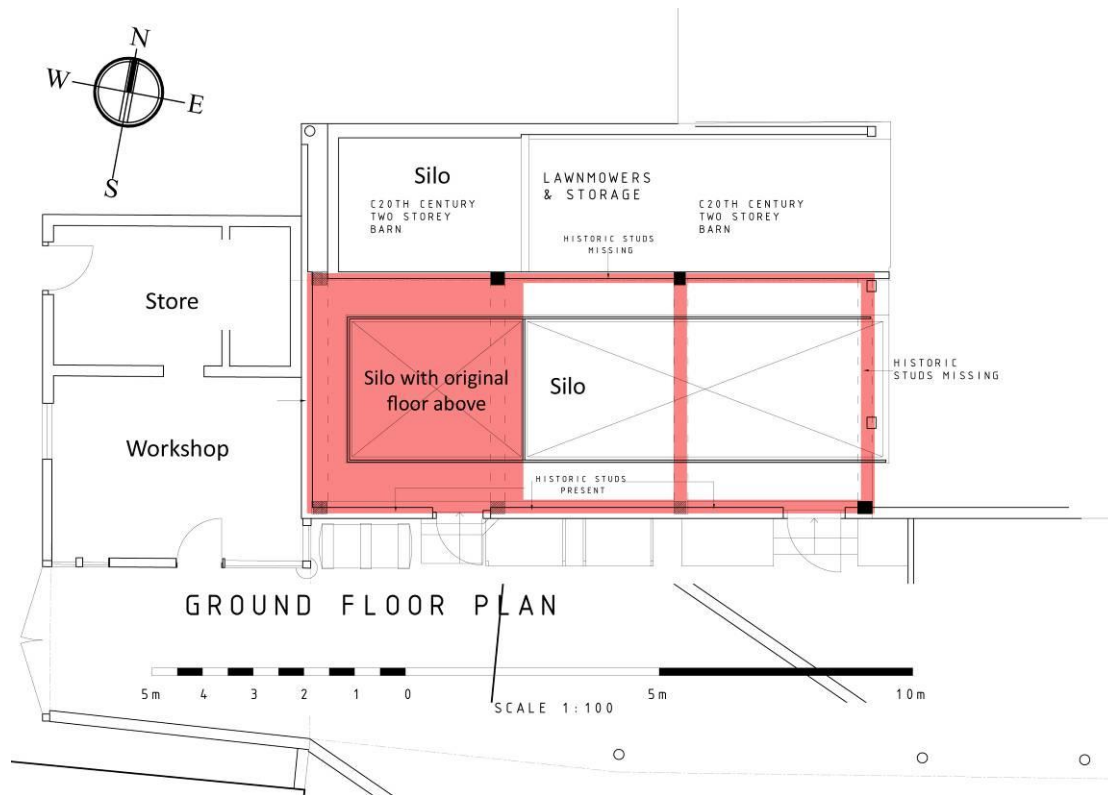 N
W
E
S
Silo
C20TH CENTURY
TWO STOREY
BARN
LAWNMOWERS
& STORAGE
C20TH CENTURY
TWO STOREY
BARN
HISTORIC STUDS
MISSING
Store
Workshop
Silo with original
floor above
Silo
HISTORIC
STUDS MISSING
HISTORIC STUDS
PRESENT
GROUND FLOOR PLAN
5m 4 3 2 1 0 5m 10m
SCALE 1:100